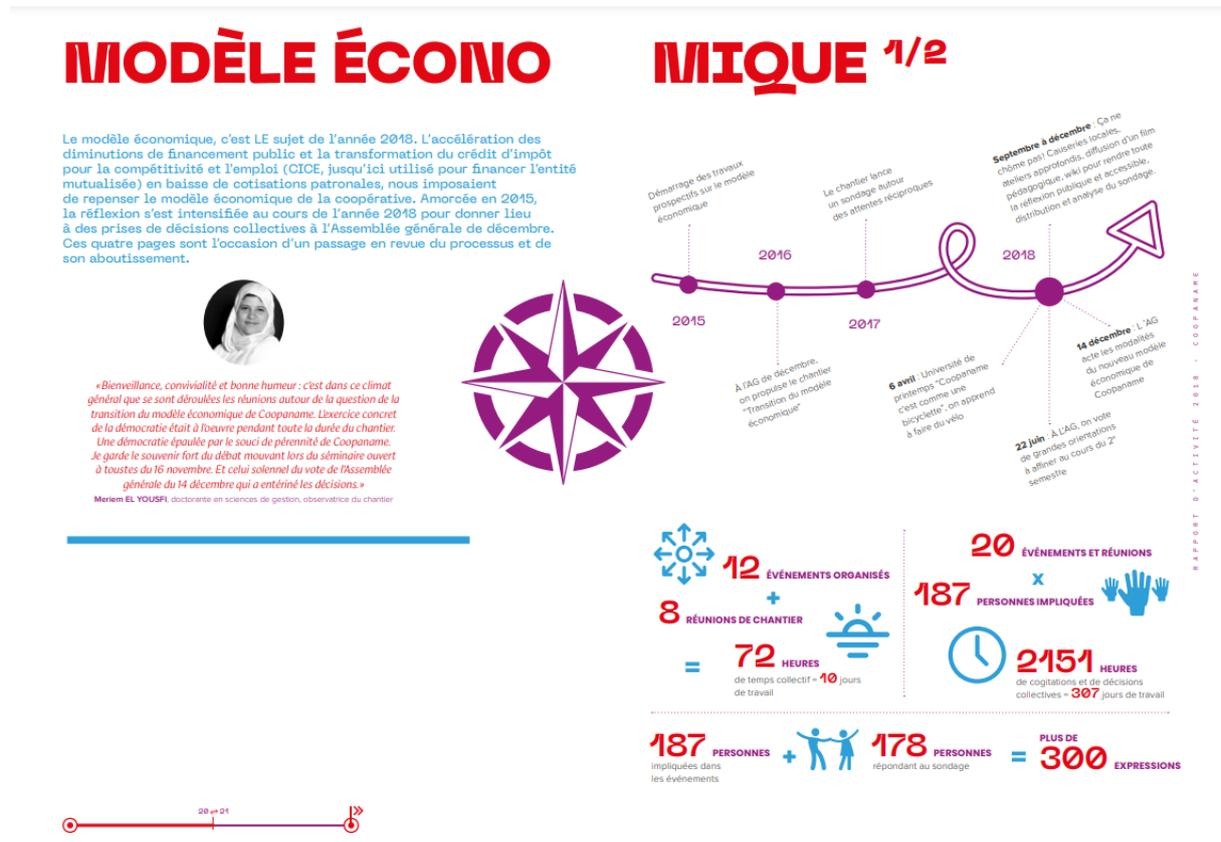 MODÈLE ÉCONO
MIQUE 1/2
Le modèle économique, c'est LE sujet de l'année 2018. L'accélération des
diminutions de financement public et la transformation du crédit d'impôt
pour la compétitivité et l'emploi (CICE, jusqu'ici utilisé pour financer l'entité
mutualisée) en baisse de cotisations patronales, nous imposaient
de repenser le modèle économique de la coopérative. Amorcée en 2015,
la réflexion s'est intensifiée au cours de l'année 2018 pour donner lieu
à des prises de décisions collectives à l'Assemblée générale de décembre.
Ces quatre pages sont l'occasion d'un passage en revue du processus et de
son aboutissement.
«Bienveillance, convivialité et bonne humeur : c'est dans ce climat
général que se sont déroulées les réunions autour de la question de la
transition du modèle économique de Coopaname. L'exercice concret
de la démocratie était à l'oeuvre pendant toute la durée du chantier.
Une démocratie épaulée par le souci de pérennité de Coopaname.
Je garde le souvenir fort du débat mouvant lors du séminaire ouvert
à toustes du 16 novembre. Et celui solennel du vote de l'Assemblée
générale du 14 décembre qui a entériné les décisions.»
Meriem EL YOUSFI, doctorante en sciences de gestion, observatrice du chantier
20 ⇄ 21
Démarrage des travaux
prospectifs sur le modèle
économique
2015
2016
À l'AG de décembre,
on propulse le chantier
"Transition du modèle
économique"
Le chantier lance
un sondage autour
des attentes réciproques
2017
Septembre à décembre : Ça ne
chôme pas! Causeries locales,
ateliers approfondis, diffusion d'un film
pédagogique, wiki pour rendre toute
la réflexion publique et accessible,
distribution et analyse du sondage.
2018
6 avril : Université de
printemps "Coopaname
c'est comme une
bicyclette", on apprend
à faire du vélo
22 juin : À L'AG, on vote
de grandes orientations
à affiner au cours du 2°
semestre
14 décembre : L 'AG
acte les modalités
du nouveau modèle
économique de
Coopaname
RAPPORT D'ACTIVITÉ 2018 - COOPANAME
12 ÉVÉNEMENTS ORGANISÉS
+
8 RÉUNIONS DE CHANTIER
= 72 HEURES
de temps collectif = 10 jours
de travail
20 ÉVÉNEMENTS ET RÉUNIONS
x
187 PERSONNES IMPLIQUÉES
2151 HEURES
de cogitations et de décisions
collectives = 307 jours de travail
187 PERSONNES
impliquées dans
les événements
+
178 PERSONNES
répondant au sondage
=
PLUS DE
300 EXPRESSIONS